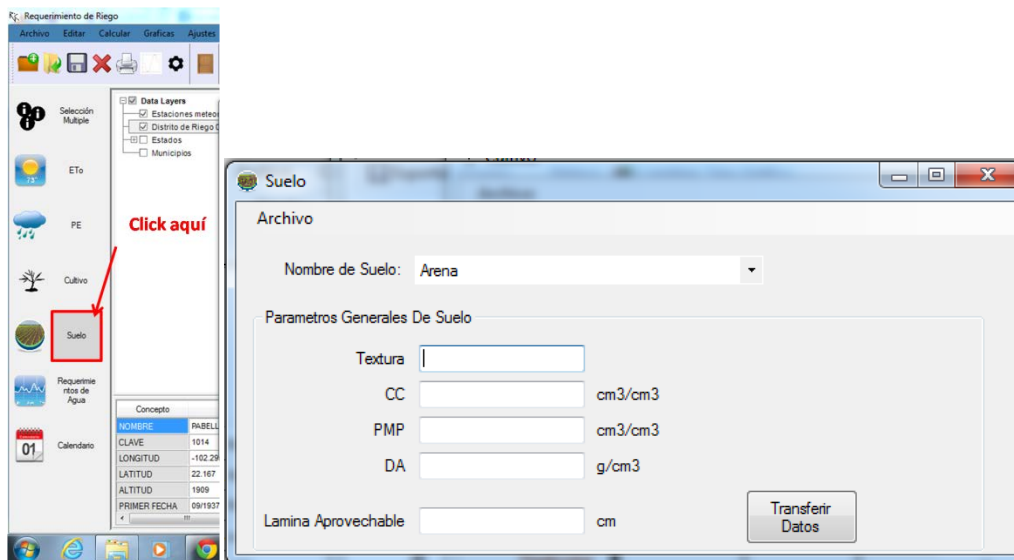 Requerimiento de Riego
Archivo Editar Calcular Graficas Ajustes
Selección
Multiple
ETo
PE
Cultivo
Suelo
Requerimie
ntos de
Agua
01
Calendario
Data Layers
Estaciones meteo
Distrito de Riego
Estados
Municipios
Click aquí
Concepto
NOMBRE PABELL
CLAVE 1014
LONGITUD -102.29
LATITUD 22.167
ALTITUD 1909
PRIMER FECHA 09/1937
Suelo
Archivo
Nombre de Suelo: Arena
Parametros Generales De Suelo
Textura
CC cm3/cm3
PMP cm3/cm3
DA g/cm3
Lamina Aprovechable cm
Transferir
Datos